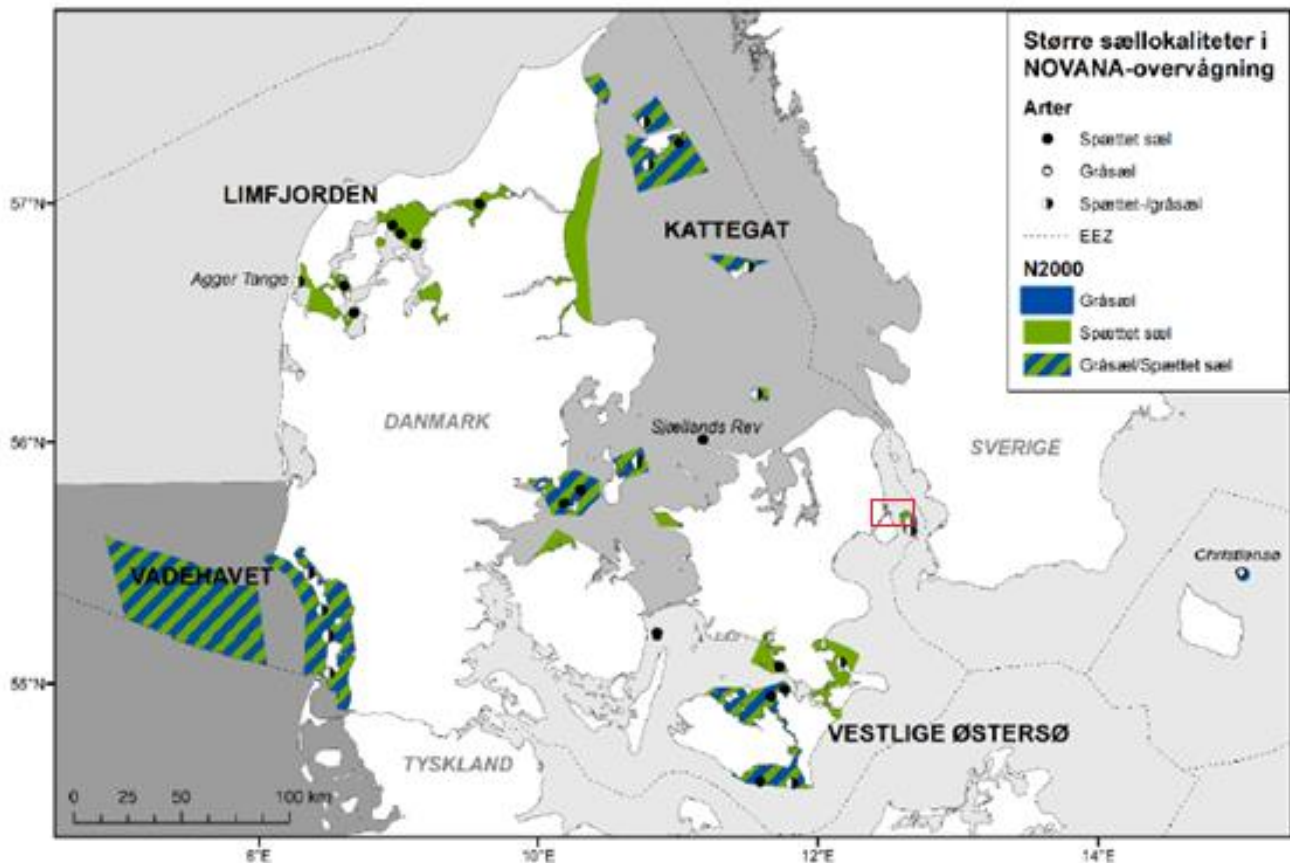 Større sællokaliteter i
NOVANA-overvågning
Arter
Spættet sæl
Gråsæl
Spættet-/gråsæl
EEZ
N2000
Gråsæl
Spættet sæl
Gråsæl/Spættet sæl
57°N
LIMFJORDEN
KATTEGAT
Agger Tange
DANMARK
Sjællands Rev
SVERIGE
56°N
VADEHAVET
Christiansø
55°N
VESTLIGE ØSTERSØ
TYSKLAND
0 25 50 100 km
8°E 10°E 12°E 14°E